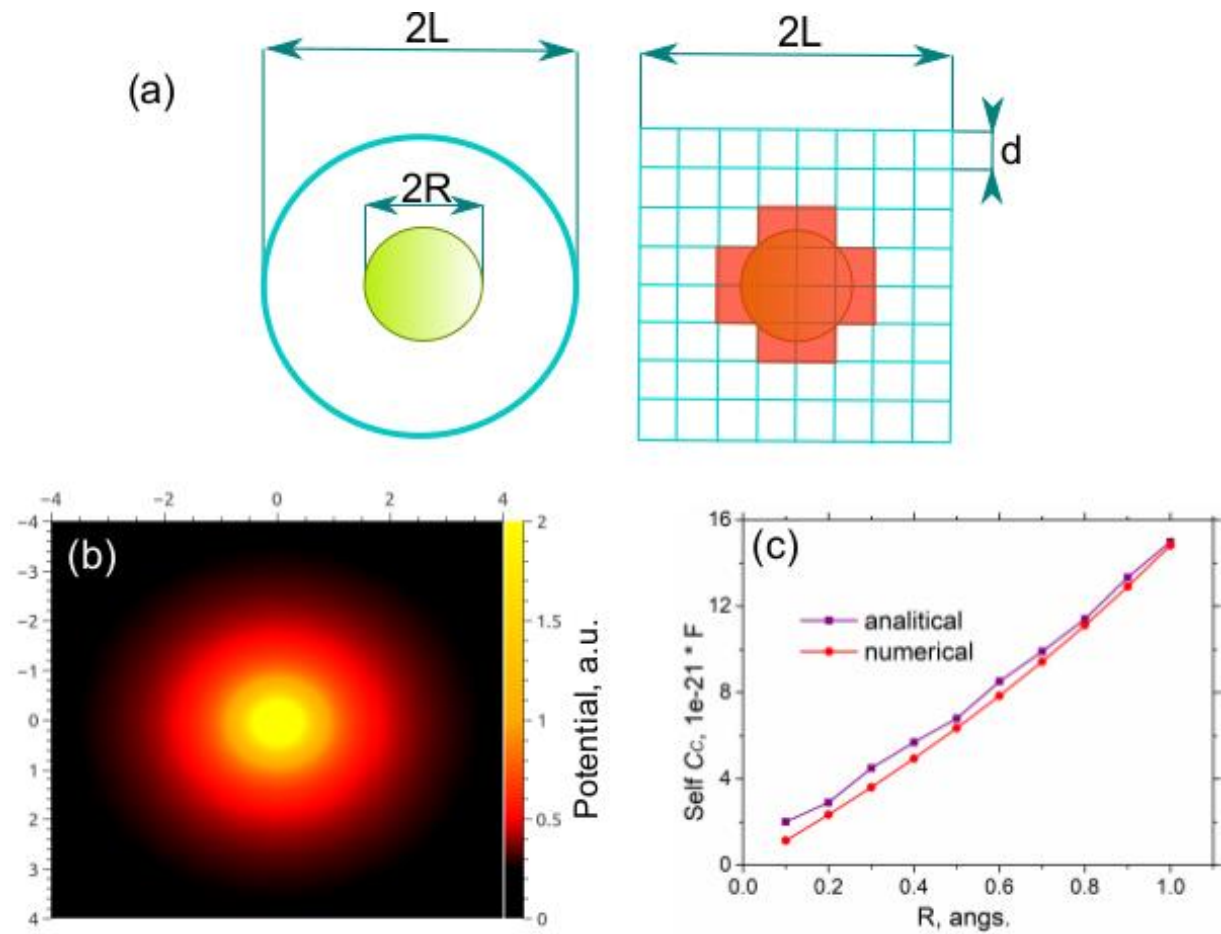 2L
2L
(a)
d
2R
−4 −2 0 2 4
(b)
−4
−3
−2
−1
0
1
2
3
4
2
1.5
1
0.5
0
Potential, a.u.
(c)
16
12
8
4
0
analitical
numerical
Self Cc, 1e-21 * F
0.0 0.2 0.4 0.6 0.8 1.0
R, angs.